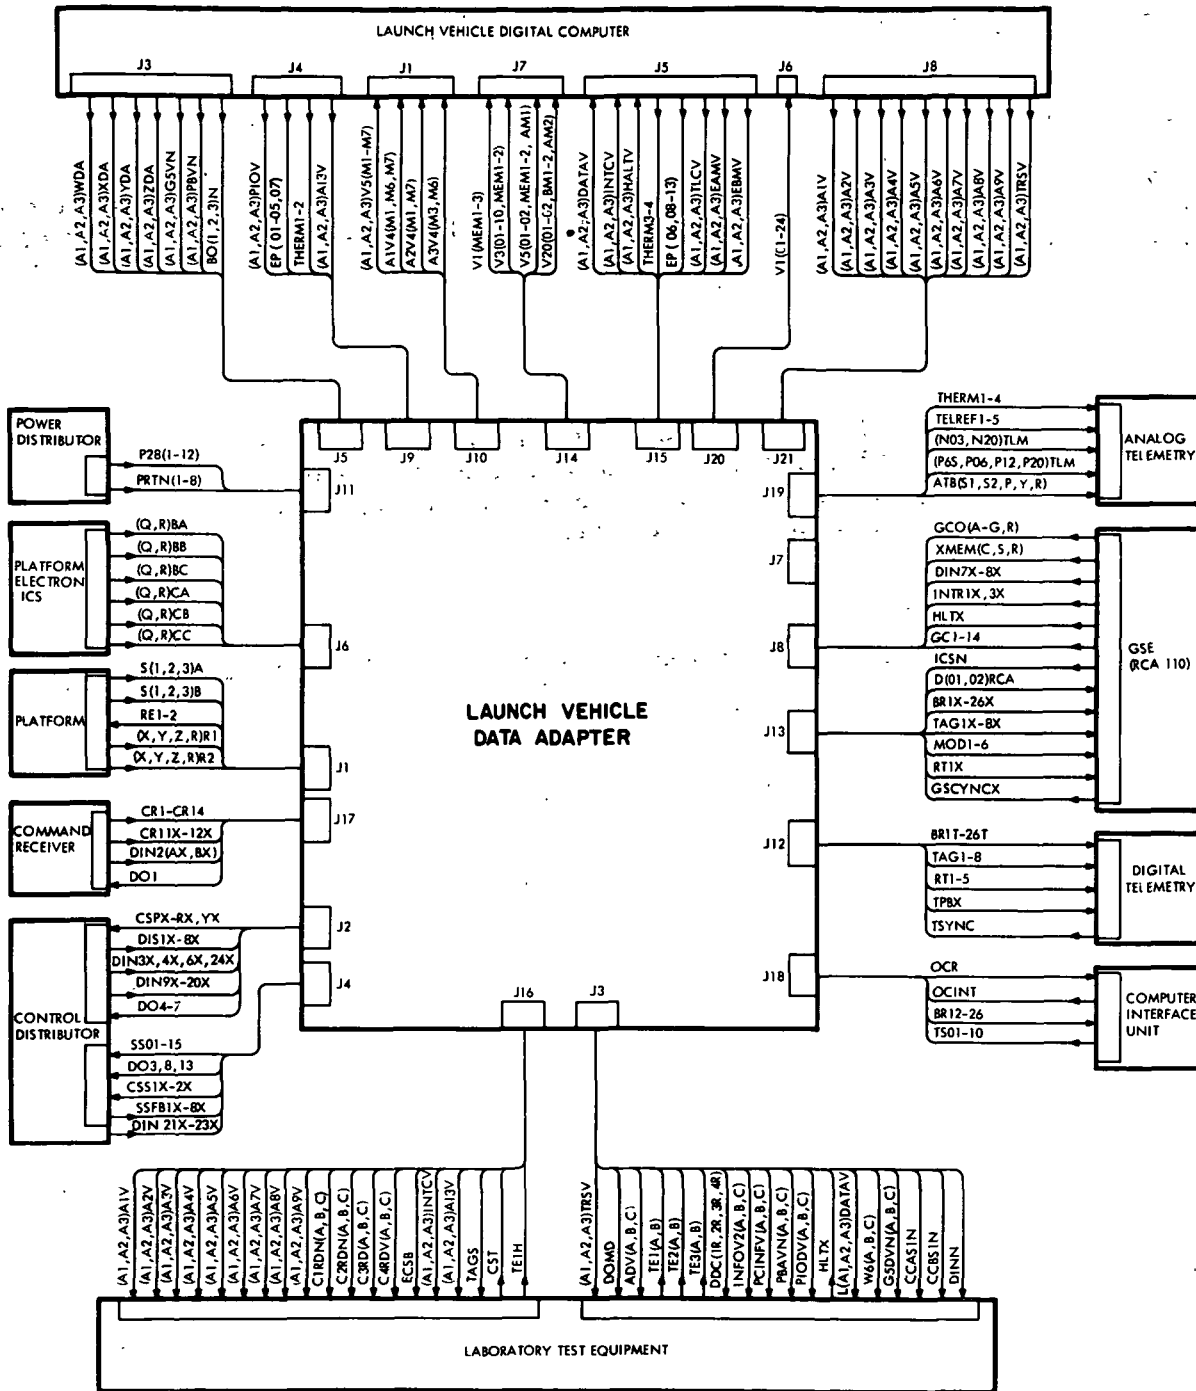 LAUNCH VEHICLE DIGITAL COMPUTER
J3
J4
J1
J7
J5
J6
J8
(A1,A2,A3)WDA
(A1,A2,A3)XDA
(A1,A2,A3)YDA
(A1,A2,A3)ZDA
(A1,A2,A3)G5VN
(A1,A2,A3)PBVN
BO(1,2,3)N
(A1,A2,A3)PIOV
EP(01-05,07)
THERM1-2
(A1,A2,A3)AI3V
(A1,A2,A3)V5(M1-M7)
A1V4(M1,M6,M7)
A2V4(M1,M7)
A3V4(M3,M6)
V1(MEM1-3)
V3(01-10,MEM1-2)
V5(01-02,MEM1-2,AM1)
V20(01-02,BM1-2,AM2)
(A1,A2,A3)DATAV
(A1,A2,A3)INTCV
(A1,A2,A3)HALTV
THERM3-4
EP(06,08-13)
(A1,A2,A3)TLCV
(A1,A2,A3)EAMV
(A1,A2,A3)EBMV
V1(C1-24)
(A1,A2,A3)A1V
(A1,A2,A3)A2V
(A1,A2,A3)A3V
(A1,A2,A3)A4V
(A1,A2,A3)A5V
(A1,A2,A3)A6V
(A1,A2,A3)A7V
(A1,A2,A3)A8V
(A1,A2,A3)A9V
(A1,A2,A3)TRSV
J5
J9
J10
J14
J15
J20
J21
POWER
DISTRIBUTOR
P28(1-12)
PRTN(1-8)
J11
PLATFORM
ELECTRON
ICS
(Q,R)BA
(Q,R)BB
(Q,R)BC
(Q,R)CA
(Q,R)CB
(Q,R)CC
J6
PLATFORM
S(1,2,3)A
S(1,2,3)B
RE1-2
(X,Y,Z,R)R1
(X,Y,Z,R)R2
J1
COMMAND
RECEIVER
CR1-CR14
CR11X-12X
DIN2(AX,BX)
DO1
J17
CONTROL
DISTRIBUTOR
CSPX-RX,YX
DIS1X-8X
DIN3X,4X,6X,24X
DIN9X-20X
DO4-7
J2
SS01-15
DO3,8,13
CSS1X-2X
SSFB1X-8X
DIN 21X-23X
J4
LAUNCH VEHICLE
DATA ADAPTER
J19
THERM1-4
TELREF1-5
(N03,N20)TLM
(P6S,P06,P12,P20)TLM
ATB(S1,S2,P,Y,R)
ANALOG
TELEMETRY
J7
J8
GCO(A-G,R)
XMEM(C,S,R)
DIN7X-8X
INTR1X,3X
HLTX
GC1-14
J13
ICSN
D(01,02)RCA
BR1X-26X
TAG1X-8X
MOD1-6
RT1X
GSCYNCX
GSE
(RCA 110)
J12
BR1T-26T
TAG1-8
RT1-5
TPBX
TSYNC
DIGITAL
TELEMETRY
J18
OCR
OCINT
BR12-26
TS01-10
COMPUTER
INTERFACE
UNIT
J16
J3
(A1,A2,A3)A1V
(A1,A2,A3)A2V
(A1,A2,A3)A3V
(A1,A2,A3)A4V
(A1,A2,A3)A5V
(A1,A2,A3)A6V
(A1,A2,A3)A7V
(A1,A2,A3)A8V
(A1,A2,A3)A9V
C1RDN(A,B,C)
C2RDN(A,B,C)
C3RD(A,B,C)
C4RDV(A,B,C)
ECSB
(A1,A2,A3)INTCV
(A1,A2,A3)AI3V
TAGS
CST
TE1H
(A1,A2,A3)TRSV
DOMD
ADV(A,B,C)
TE1(A,B)
TE2(A,B)
TE3(A,B)
DDC(1R,2R,3R,4R)
INFOV2(A,B,C)
PCINFV(A,B,C)
PBAVN(A,B,C)
PIODV(A,B,C)
HLTX
L(A1,A2,A3)DATAV
W6(A,B,C)
G5DVN(A,B,C)
CCAS1N
CCBS1N
DINN
LABORATORY TEST EQUIPMENT